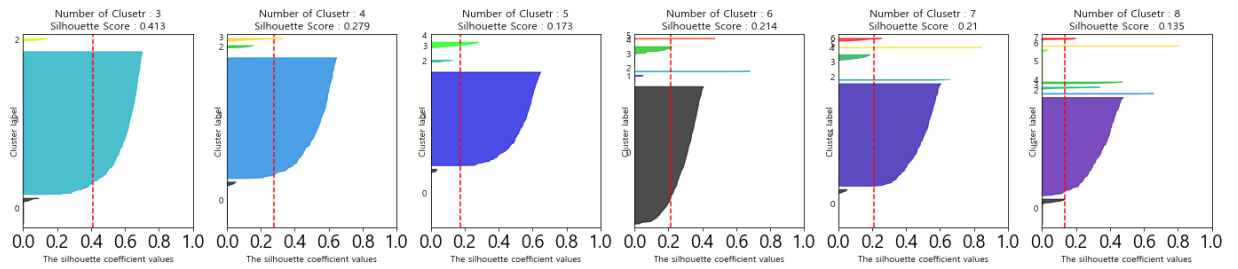 Number of Clusetr : 3
Silhouette Score : 0.413
2
Cluster label
0
0.0 0.2 0.4 0.6 0.8 1.0
The silhouette coefficient values
Number of Clusetr : 4
Silhouette Score : 0.279
3
2
Cluster label
0
0.0 0.2 0.4 0.6 0.8 1.0
The silhouette coefficient values
Number of Clusetr : 5
Silhouette Score : 0.173
4
3
2
Cluster label
0
0.0 0.2 0.4 0.6 0.8 1.0
The silhouette coefficient values
Number of Clusetr : 6
Silhouette Score : 0.214
5
4
3
2
1
Cluster label
0
0.0 0.2 0.4 0.6 0.8 1.0
The silhouette coefficient values
Number of Clusetr : 7
Silhouette Score : 0.21
6
4
3
2
Cluster label
0
0.0 0.2 0.4 0.6 0.8 1.0
The silhouette coefficient values
Number of Clusetr : 8
Silhouette Score : 0.135
7
6
5
4
3
2
Cluster label
0
0.0 0.2 0.4 0.6 0.8 1.0
The silhouette coefficient values